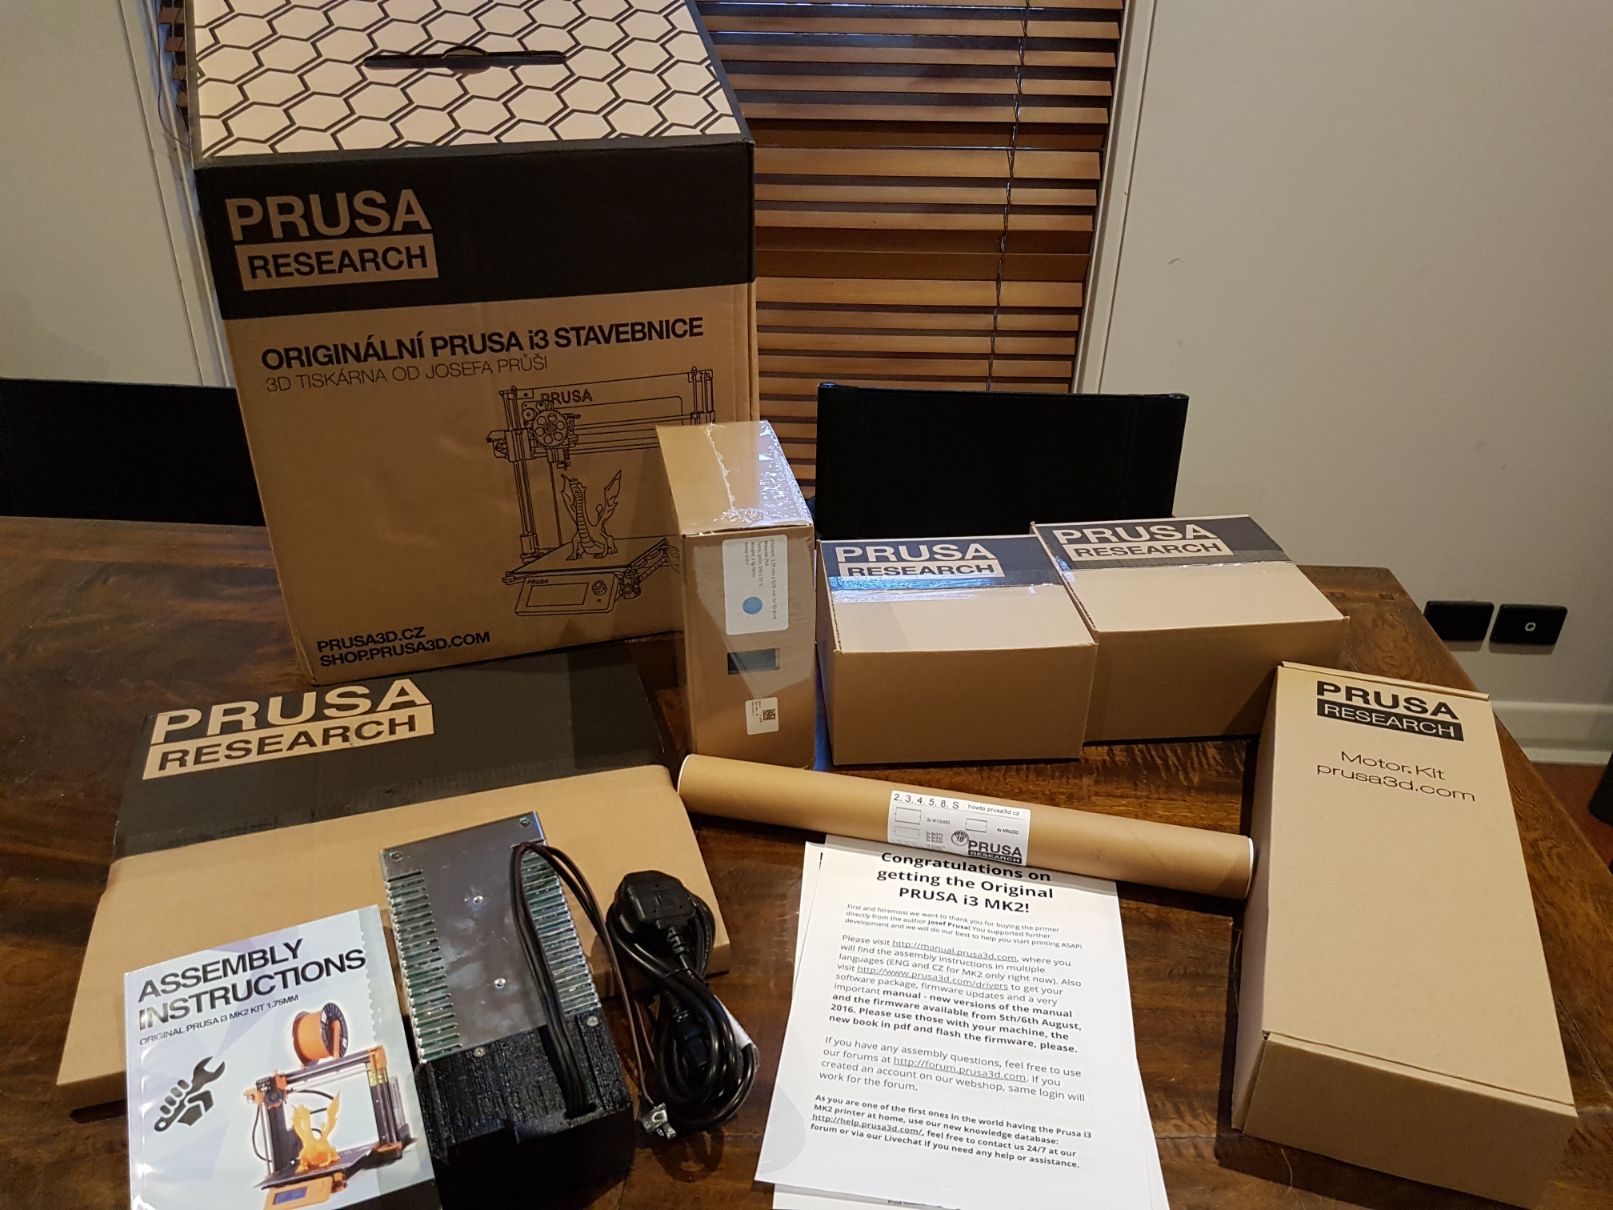 PRUSA
RESEARCH
ORIGINÁLNÍ PRUSA i3 STAVEBNICE
3D TISKÁRNA OD JOSEFA PRŮŠI
PRUSA
PRUSA
PRUSA3D.CZ
SHOP.PRUSA3D.COM
PRUSA
RESEARCH
PRUSA
RESEARCH
PRUSA
RESEARCH
PRUSA
RESEARCH
Motor Kit
prusa3d.com
2, 3, 4, 5, 6, S howto.prusa3d.cz
PRUSA
RESEARCH
ASSEMBLY
INSTRUCTIONS
ORIGINAL PRUSA i3 MK2 KIT 1.75MM
Congratulations on
getting the Original
PRUSA i3 MK2!
First and foremost we want to thank you for buying the printer
directly from the author Josef Prusa! You supported further
development and we will do our best to help you start printing ASAP!
Please visit http://manual.prusa3d.com, where you
will find the assembly instructions in multiple
languages (ENG and CZ for MK2 only right now). Also
visit http://www.prusa3d.com/drivers to get your
software package, firmware updates and a very
important manual - new versions of the manual
and the firmware available from 5th/6th August,
2016. Please use those with your machine, the
new book in pdf and flash the firmware, please.
If you have any assembly questions, feel free to use
our forums at http://forum.prusa3d.com. If you
created an account on our webshop, same login will
work for the forum.
As you are one of the first ones in the world having the Prusa i3
MK2 printer at home, use our new knowledge database:
http://help.prusa3d.com/, feel free to contact us 24/7 at our
forum or via our Livechat if you need any help or assistance.